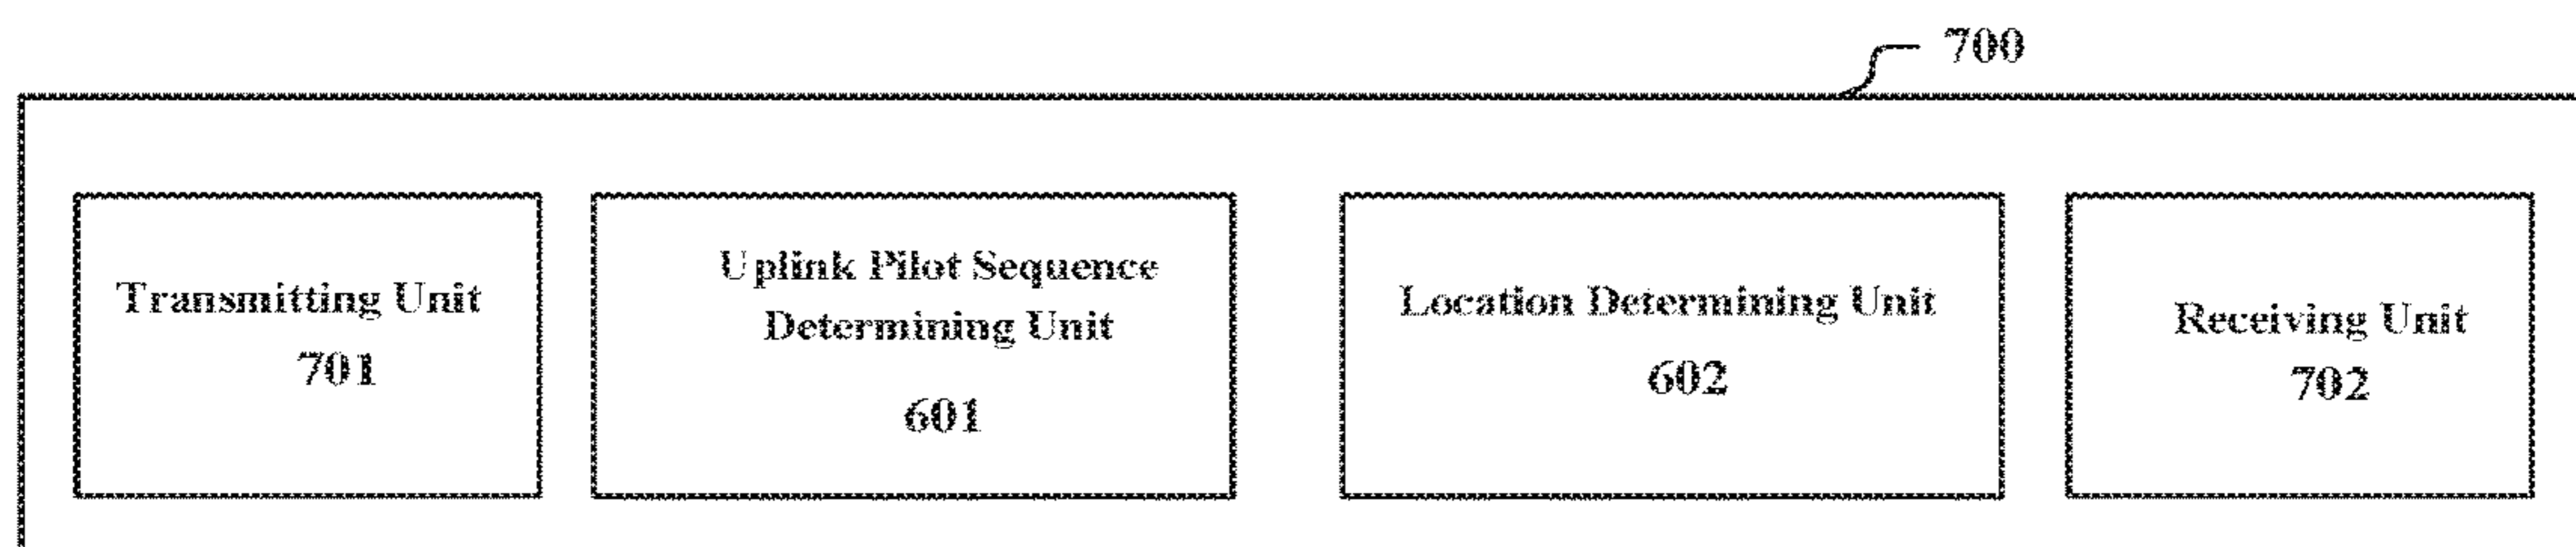 700
Transmitting Unit
701
Uplink Pilot Sequence
Determining Unit
601
Location Determining Unit
602
Receiving Unit
702